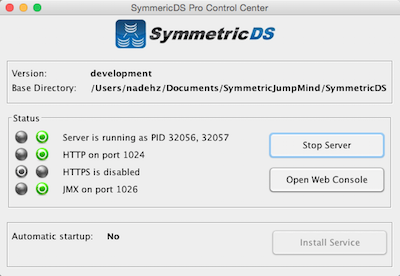 SymmericDS Pro Control Center
SymmetricDS
Version: development
Base Directory: /Users/nadehz/Documents/SymmetricJumpMind/SymmetricDS
Status
Server is running as PID 32056, 32057
Stop Server
HTTP on port 1024
HTTPS is disabled
Open Web Console
JMX on port 1026
Automatic startup: No
Install Service